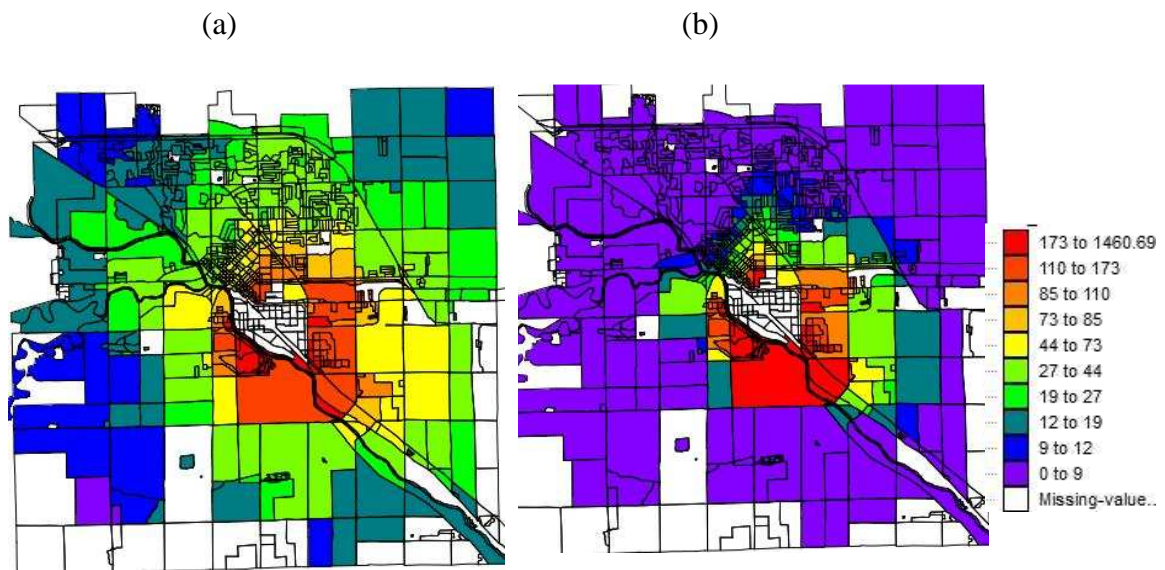 (a) (b)
173 to 1460.69
110 to 173
85 to 110
73 to 85
44 to 73
27 to 44
19 to 27
12 to 19
9 to 12
0 to 9
Missing-value..